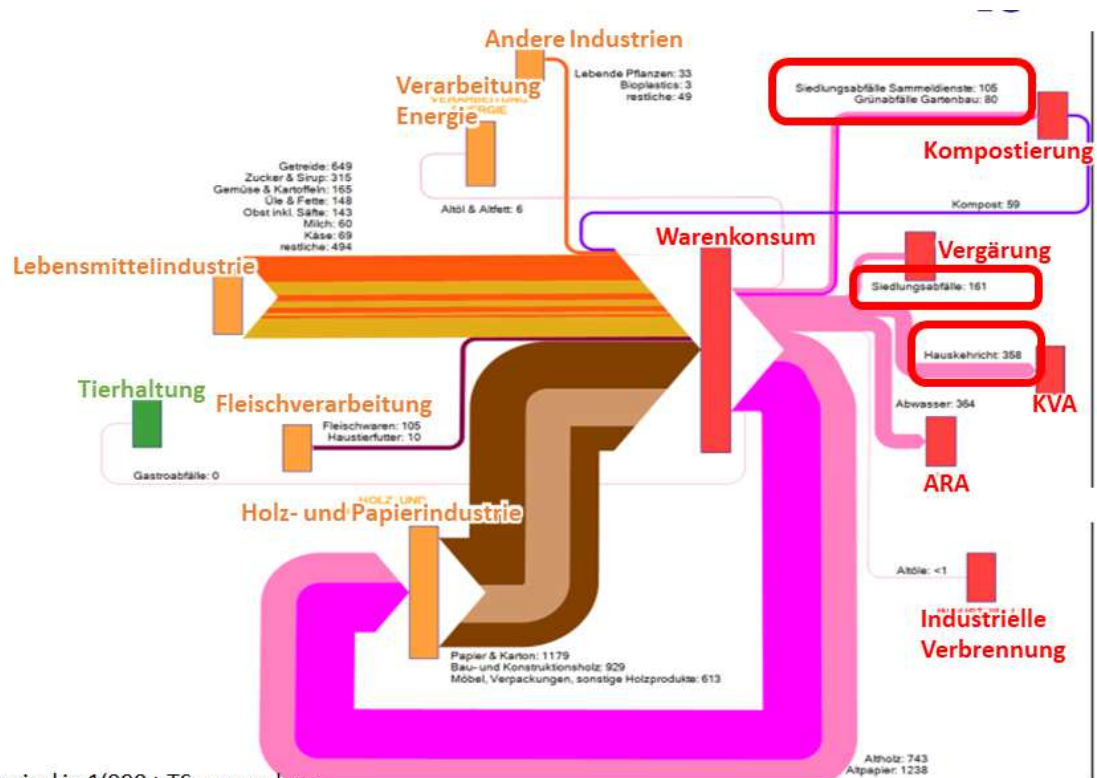 Andere Industrien
Lebende Pflanzen: 33
Bioplastics: 3
restliche: 49
Verarbeitung
Energie
Siedlungsabfälle Sammeldienste: 105
Grünabfälle Gartenbau: 80
Kompostierung
Getreide: 649
Zucker & Sirup: 315
Gemüse & Kartoffeln: 165
Üle & Fette: 148
Obst inkl. Säfte: 143
Milch: 60
Käse: 69
restliche: 494
Altöl & Altfett: 6
Kompost: 59
Warenkonsum
Vergärung
Lebensmittelindustrie
Siedlungsabfälle: 161
Hauskehricht: 358
KVA
Tierhaltung
Fleischverarbeitung
Fleischwaren: 105
Haustierfutter: 10
Abwasser: 364
ARA
Gastroabfälle: 0
HOLZ UND
Holz- und Papierindustrie
Altöle: <1
Industrielle
Verbrennung
Papier & Karton: 1179
Bau- und Konstruktionsholz: 929
Möbel, Verpackungen, sonstige Holzprodukte: 613
Altholz: 743
Altpapier: 1238